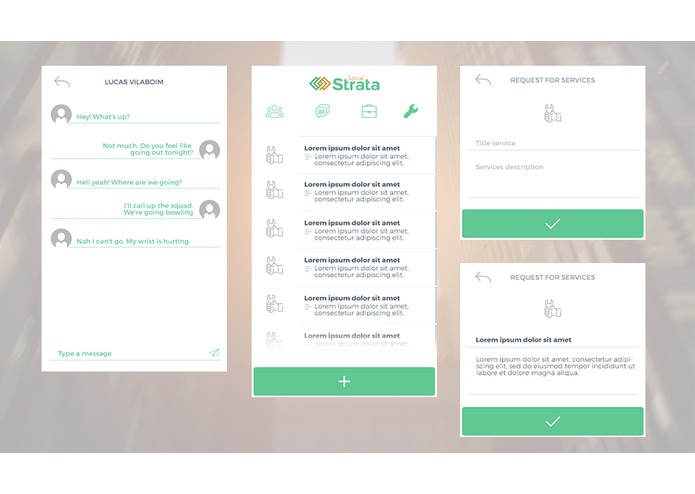 LUCAS VILABOIM
Hey! What's up?
Not much. Do you feel like
going out tonight?
Hell yeah! Where are we going?
I'll call up the squad.
We're going bowling
Nah I can't go. My wrist is hurting.
Type a message
Social
Strata
Lorem ipsum dolor sit amet
Lorem ipsum dolor sit amet,
consectetur adipiscing elit.
Lorem ipsum dolor sit amet
Lorem ipsum dolor sit amet,
consectetur adipiscing elit.
Lorem ipsum dolor sit amet
Lorem ipsum dolor sit amet,
consectetur adipiscing elit.
Lorem ipsum dolor sit amet
Lorem ipsum dolor sit amet,
consectetur adipiscing elit.
Lorem ipsum dolor sit amet
Lorem ipsum dolor sit amet,
consectetur adipiscing elit.
Lorem ipsum dolor sit amet
Lorem ipsum dolor sit amet,
REQUEST FOR SERVICES
Title service
Services description
REQUEST FOR SERVICES
Lorem ipsum dolor sit amet
Lorem ipsum dolor sit amet, consectetur adipi-
scing elit, sed do eiusmod tempor incididunt ut
labore et dolore magna aliqua.